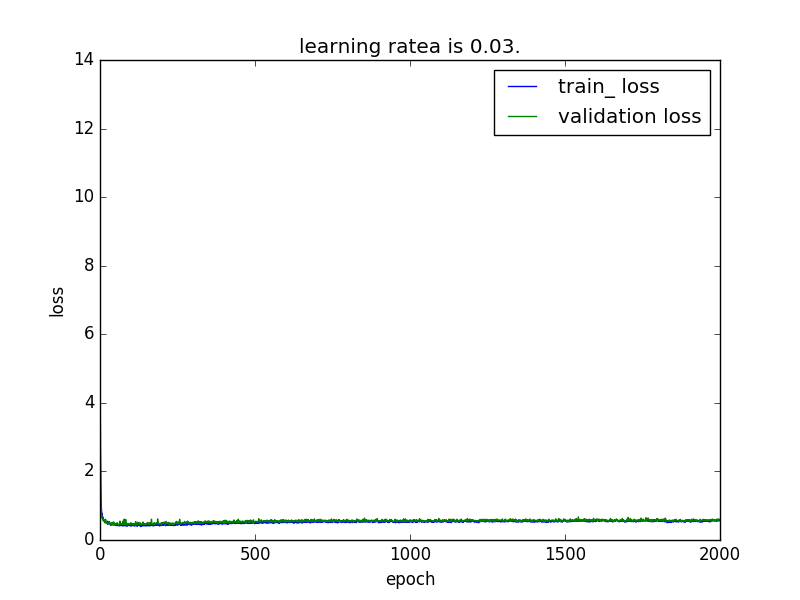 learning ratea is 0.03.
14
12
10
8
6
4
2
0
train_ loss
validation loss
loss
0 500 1000 1500 2000
epoch